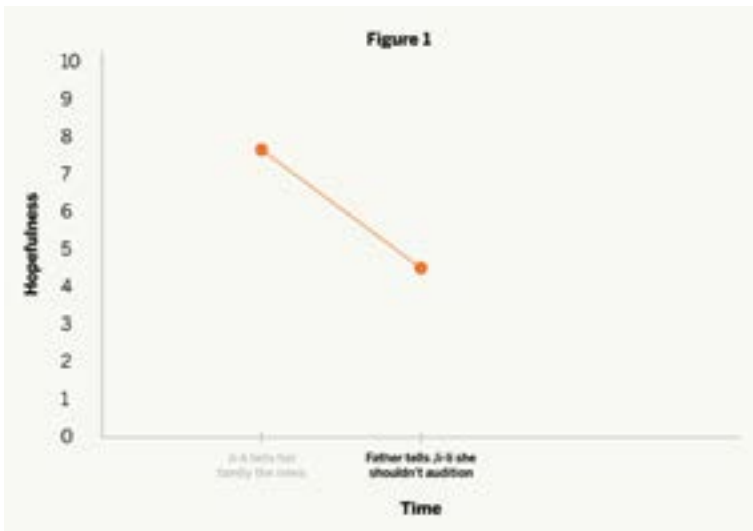 Figure 1
10
9
8
7
6
5
4
3
2
1
0
Hopefulness
Ji-li tells her
family the news
Father tells Ji-li she
shouldn't audition
Time